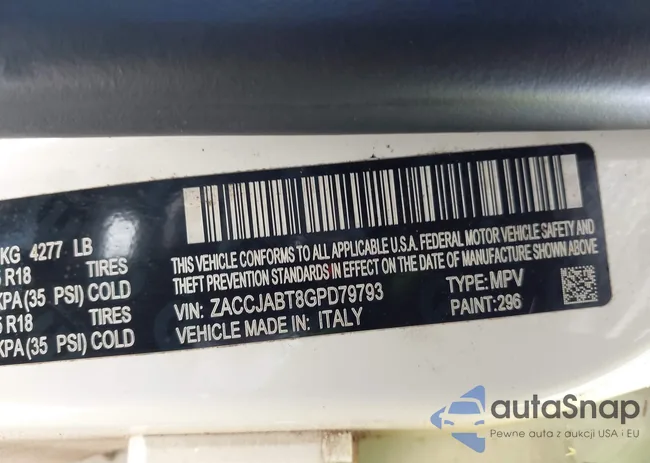 KG 4277 LB
R18 TIRES
KPA (35 PSI) COLD
R18 TIRES
KPA (35 PSI) COLD
THIS VEHICLE CONFORMS TO ALL APPLICABLE U.S.A. FEDERAL MOTOR VEHICLE SAFETY AND
THEFT PREVENTION STANDARDS IN EFFECT ON THE DATE OF MANUFACTURE SHOWN ABOVE.
VIN: ZACCJABT8GPD79793 TYPE: MPV
VEHICLE MADE IN: ITALY PAINT:296
autaSnap
Pewne auta z aukcji USA i EU